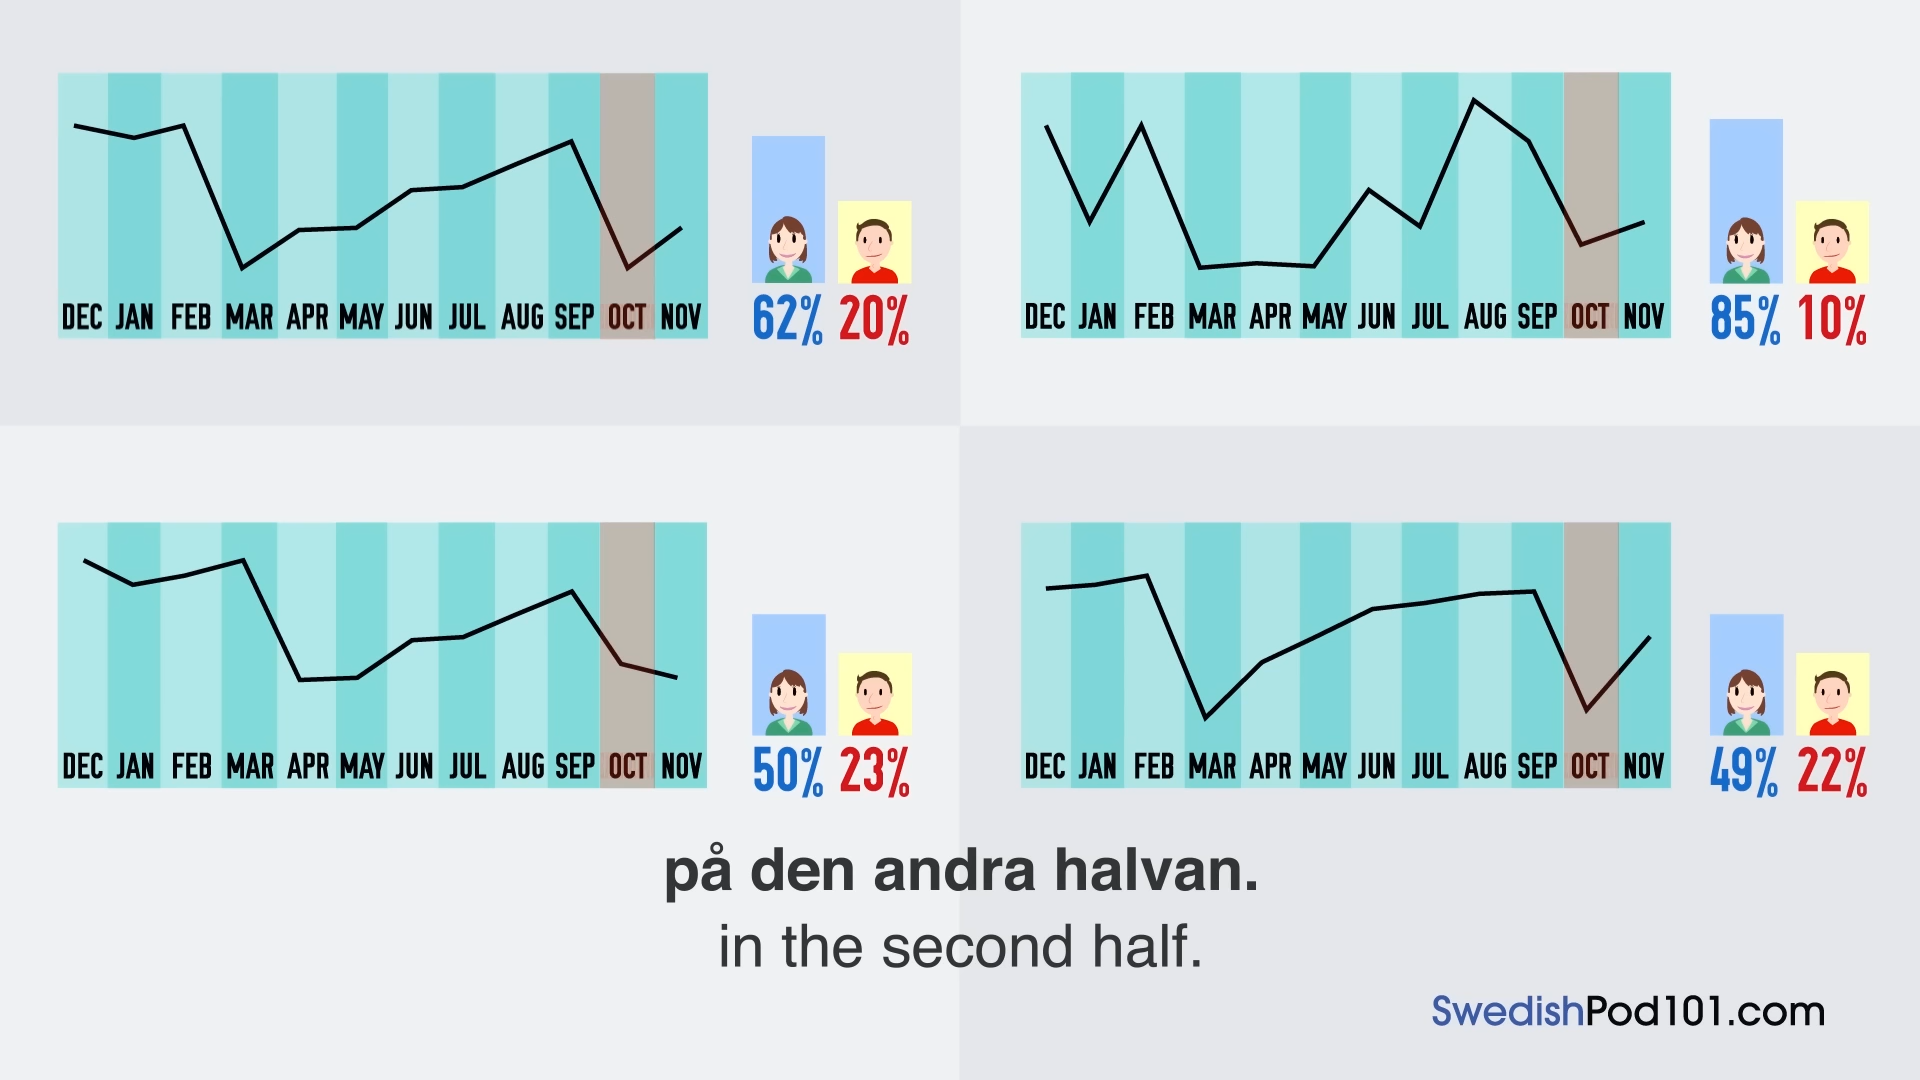 DEC JAN FEB MAR APR MAY JUN JUL AUG SEP OCT NOV
62% 20%
DEC JAN FEB MAR APR MAY JUN JUL AUG SEP OCT NOV
85% 10%
DEC JAN FEB MAR APR MAY JUN JUL AUG SEP OCT NOV
50% 23%
DEC JAN FEB MAR APR MAY JUN JUL AUG SEP OCT NOV
49% 22%
på den andra halvan.
in the second half.
SwedishPod101.com